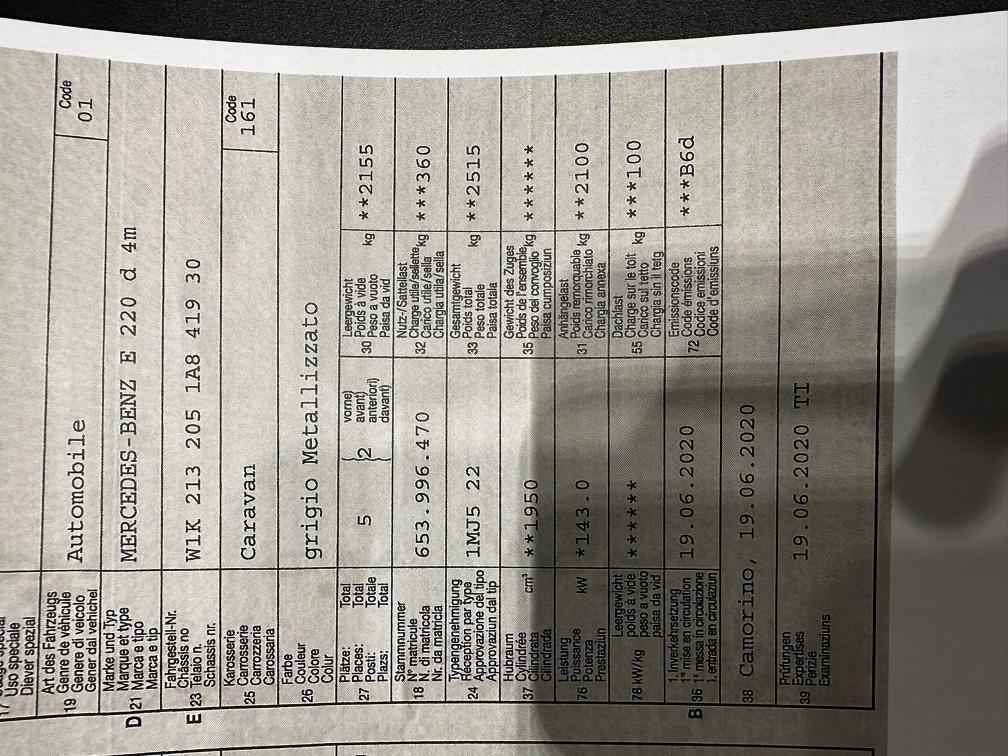 Uso speciale
Diever spezial
Art des Fahrzeugs
Genre de véhicule
19 Genere di veicolo
Gener da vehichel
Automobile
Code
01
Marke und Typ
Marque et type
D 21 Marca e tipo
Marca e tip
MERCEDES-BENZ E 220 d 4m
Fahrgestell-Nr.
Châssis no
E 23 Telaio n.
Schassis nr.
W1K 213 205 1A8 419 30
Karosserie
Carrosserie
25 Carrozzeria
Carossaria
Caravan
Code
161
Farbe
Couleur
26 Colore
Colur
grigio Metallizzato
Plätze: Total
Places: Total
27 Posti: Totale
Plazs: Total
5
}2
vorne)
avant)
anteriori)
davant)
Leergewicht
Poids à vide
30 Peso a vuoto kg
Paisa da vid
**2155
Stammnummer
N° matricule
18 N. di matricola
Nr. da matricla
653.996.470
Nutz-/Sattellast
Charge utile/sellette
32 Carico utile/sella kg
Chargia utila/sella
***360
Typengenehmigung
Réception par type
24 Approvazione del tipo
Approvaziun dal tip
1MJ5 22
Gesamtgewicht
Poids total
33 Peso totale kg
Paisa totala
**2515
Hubraum
Cylindrée
37 Cilindrata cm³
Cilindrada
**1950
Gewicht des Zuges
Poids de l'ensemble
35 Peso del convoglio kg
Paisa cumposiziun
*******
Leistung
Puissance
76 Potenza kW
Prestaziun
*143.0
Anhängelast
Poids remorquable
31 Carico rimorchiato kg
Chargia annexa
**2100
Leergewicht
poids à vide
78 kW/kg peso a vuoto
paisa da vid
*******
Dachlast
Charge sur le toit
55 Carico sul tetto kg
Chargia sin il tetg
***100
1. Inverkehrsetzung
1re mise en circulation
B 36 1a messa in circolazione
1. entrada en circulaziun
19.06.2020
Emissionscode
Code émissions
72 Codice emissioni
Code d'emissiuns
***B6d
38 Camorino, 19.06.2020
Prüfungen
Expertises
39 Perizie
Examinaziuns
19.06.2020 TI